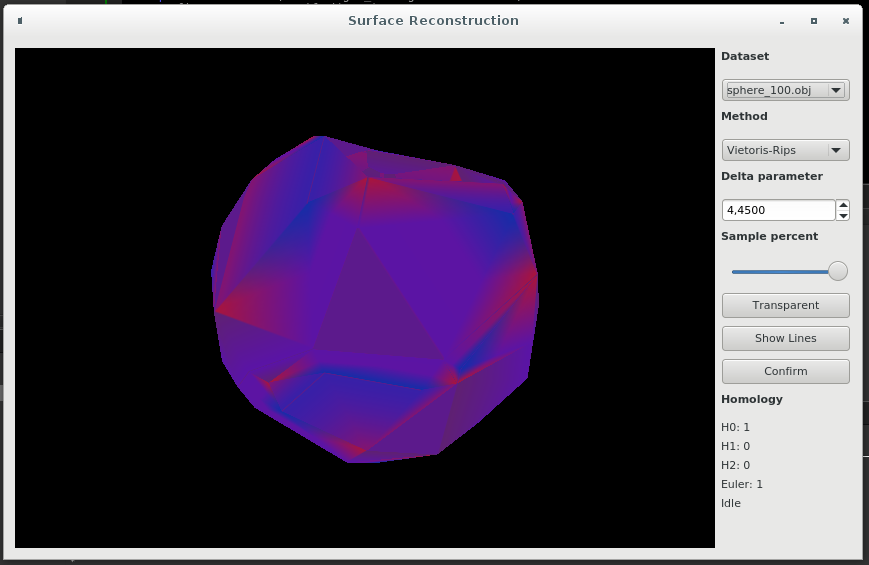 Surface Reconstruction
Dataset
sphere_100.obj
Method
Vietoris-Rips
Delta parameter
4,4500
Sample percent
Transparent
Show Lines
Confirm
Homology
H0: 1
H1: 0
H2: 0
Euler: 1
Idle